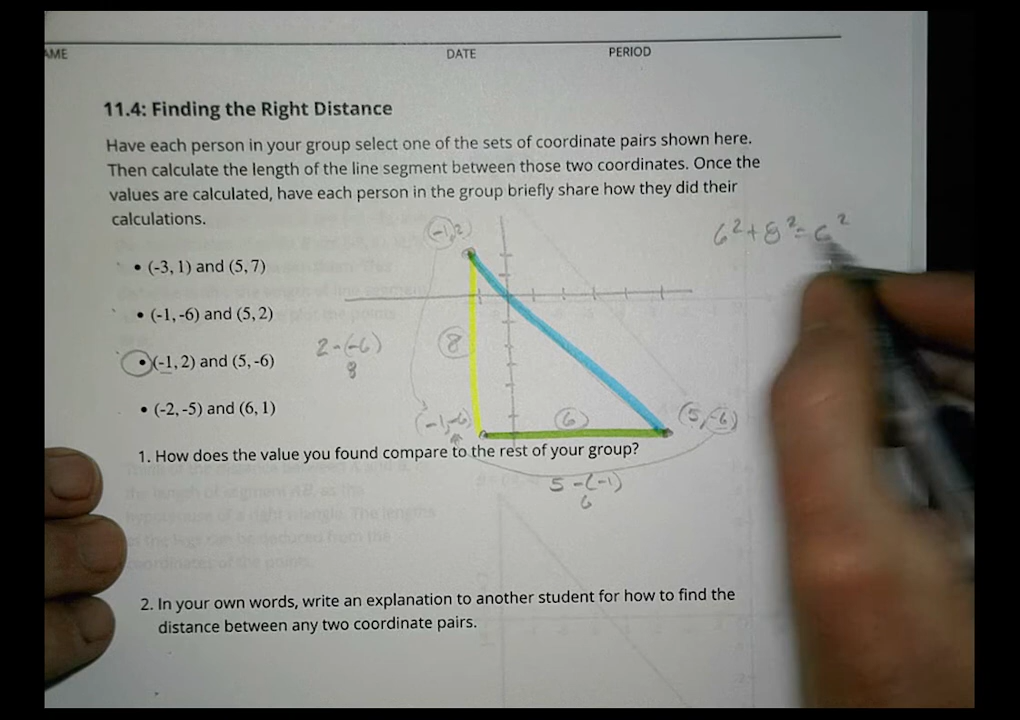 AME DATE PERIOD
11.4: Finding the Right Distance
Have each person in your group select one of the sets of coordinate pairs shown here.
Then calculate the length of the line segment between those two coordinates. Once the
values are calculated, have each person in the group briefly share how they did their
calculations.
(-1,2)
6²+8²=c²
• (-3, 1) and (5, 7)
• (-1, -6) and (5, 2)
2-(-6)
8
8
• (-1, 2) and (5, -6)
• (-2, -5) and (6, 1)
(-1,-6)
6
(5,-6)
1. How does the value you found compare to the rest of your group?
5-(-1)
6
2. In your own words, write an explanation to another student for how to find the
distance between any two coordinate pairs.